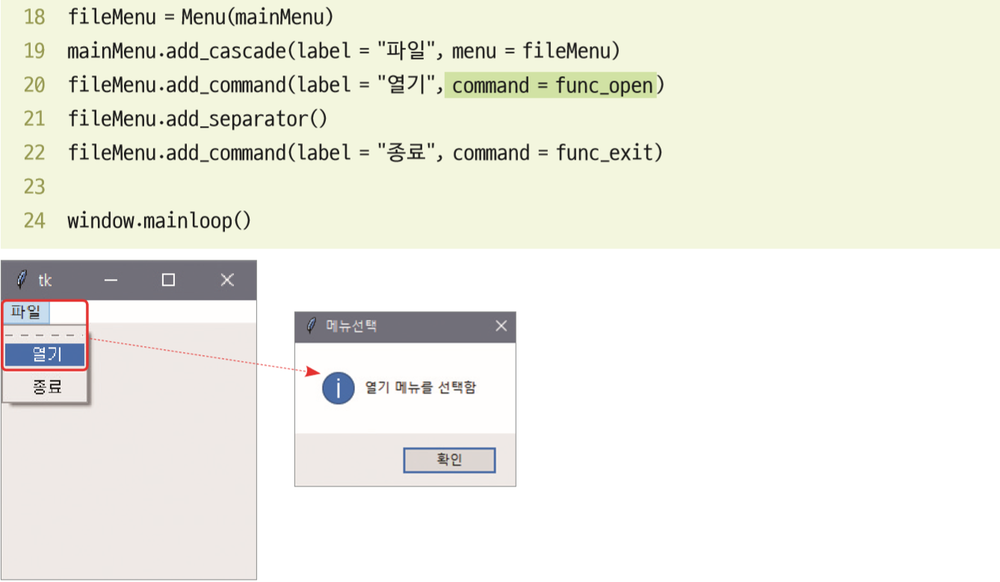 18 fileMenu = Menu(mainMenu)
19 mainMenu.add_cascade(label = "파일", menu = fileMenu)
20 fileMenu.add_command(label = "열기", command = func_open)
21 fileMenu.add_separator()
22 fileMenu.add_command(label = "종료", command = func_exit)
23
24 window.mainloop()
tk
파일
열기
종료
메뉴선택
열기 메뉴를 선택함
확인